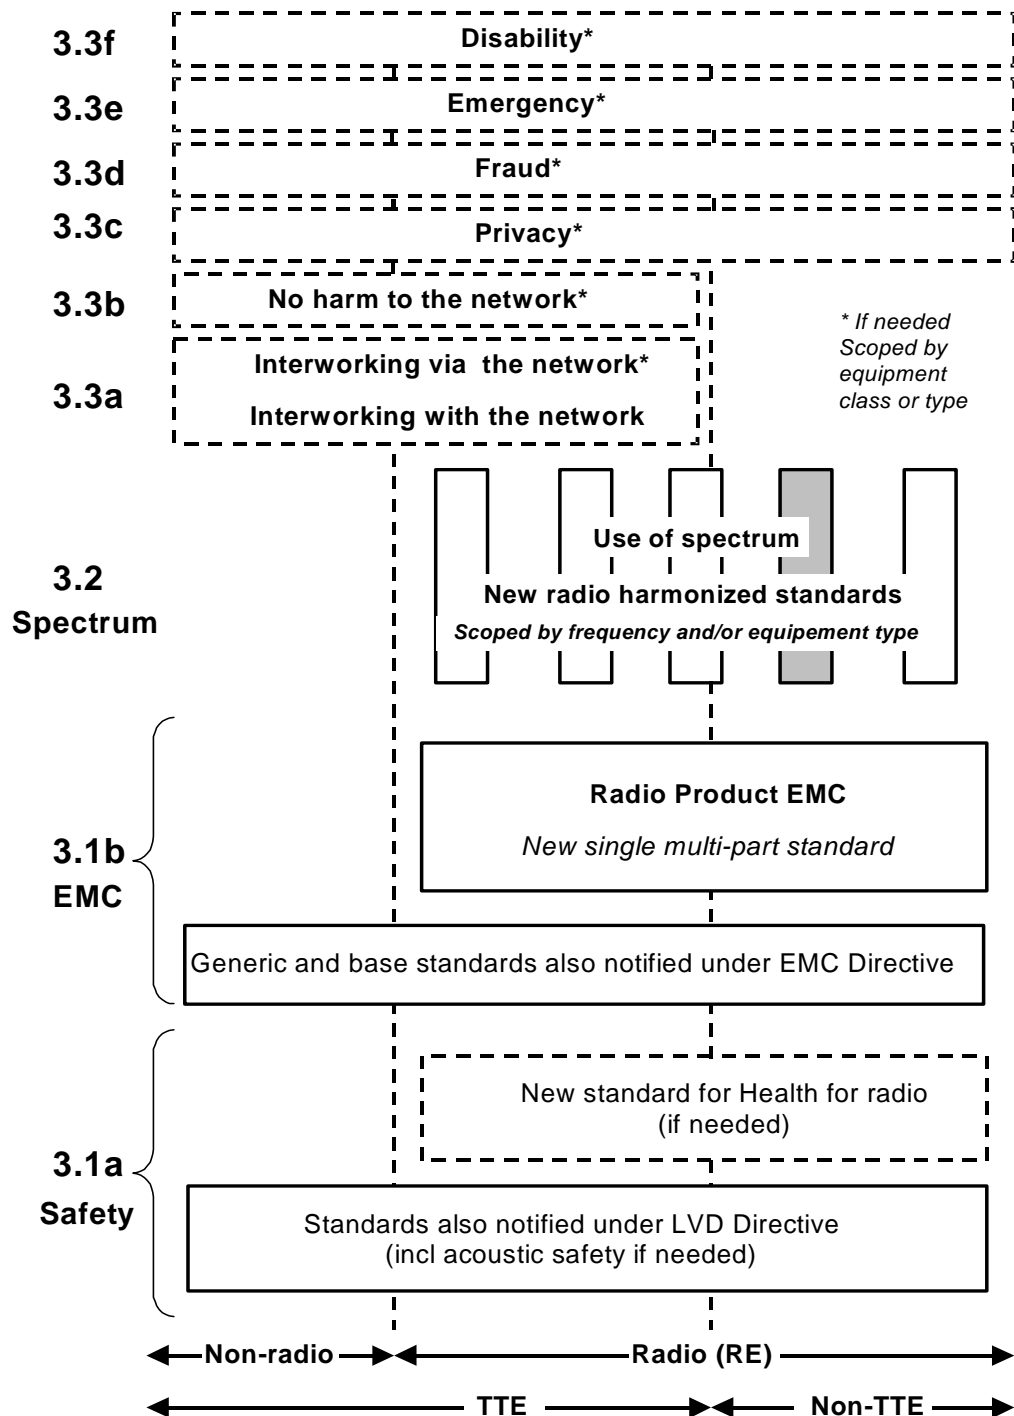 3.3f
Disability*
3.3e
Emergency*
3.3d
Fraud*
3.3c
Privacy*
3.3b
No harm to the network*
3.3a
Interworking via the network*
Interworking with the network
* If needed
Scoped by
equipment
class or type
3.2
Spectrum
Use of spectrum
New radio harmonized standards
Scoped by frequency and/or equipement type
3.1b
EMC
Radio Product EMC
New single multi-part standard
Generic and base standards also notified under EMC Directive
3.1a
Safety
New standard for Health for radio
(if needed)
Standards also notified under LVD Directive
(incl acoustic safety if needed)
Non-radio
Radio (RE)
TTE
Non-TTE